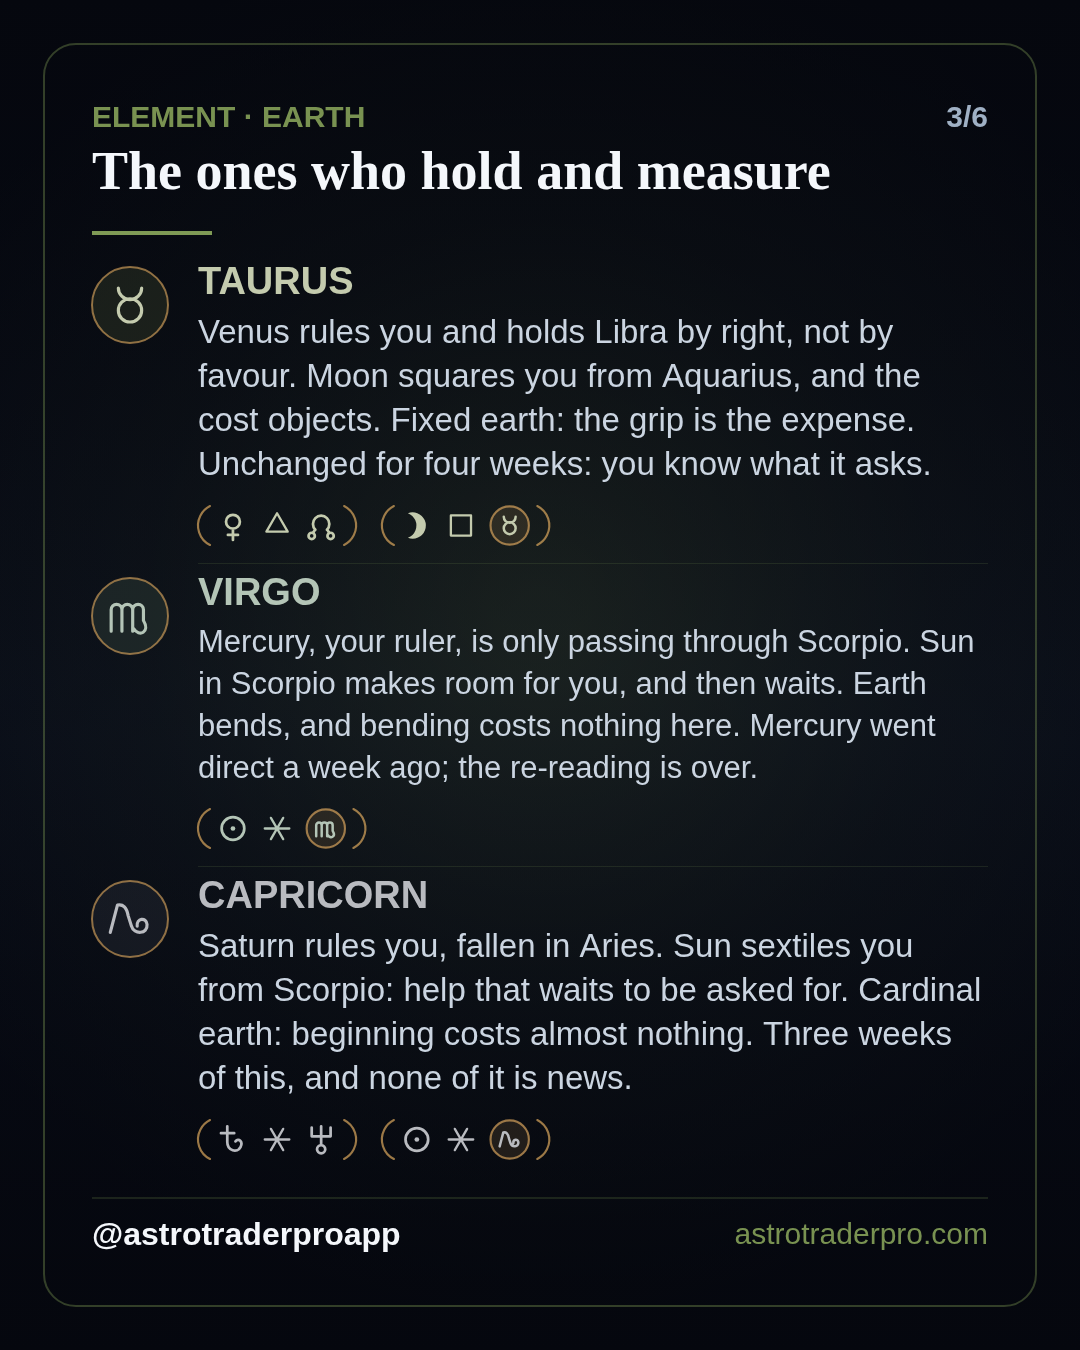 ELEMENT · EARTH
3/6
The ones who hold and measure
TAURUS
Venus rules you and holds Libra by right, not by
favour. Moon squares you from Aquarius, and the
cost objects. Fixed earth: the grip is the expense.
Unchanged for four weeks: you know what it asks.
VIRGO
Mercury, your ruler, is only passing through Scorpio. Sun
in Scorpio makes room for you, and then waits. Earth
bends, and bending costs nothing here. Mercury went
direct a week ago; the re-reading is over.
CAPRICORN
Saturn rules you, fallen in Aries. Sun sextiles you
from Scorpio: help that waits to be asked for. Cardinal
earth: beginning costs almost nothing. Three weeks
of this, and none of it is news.
@astrotraderproapp
astrotraderpro.com